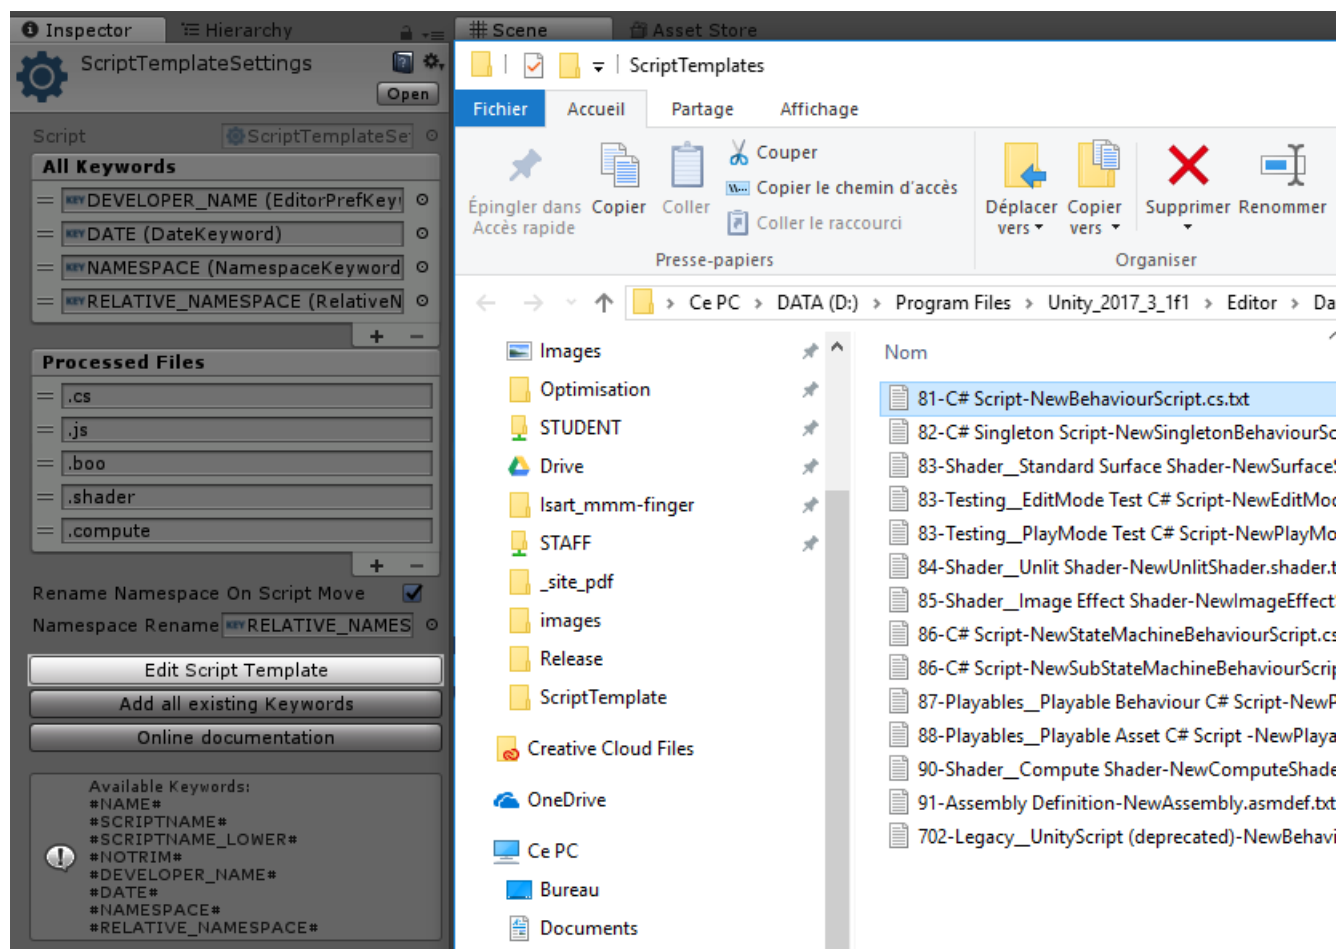 Inspector
Hierarchy
ScriptTemplateSettings
Open
Script
ScriptTemplateSe
All Keywords
KEY DEVELOPER_NAME (EditorPrefKey
KEY DATE (DateKeyword)
KEY NAMESPACE (NamespaceKeyword
KEY RELATIVE_NAMESPACE (RelativeN
+ −
Processed Files
.cs
.js
.boo
.shader
.compute
+ −
Rename Namespace On Script Move
Namespace Rename KEY RELATIVE_NAMES
Edit Script Template
Add all existing Keywords
Online documentation
Available Keywords:
#NAME#
#SCRIPTNAME#
#SCRIPTNAME_LOWER#
#NOTRIM#
#DEVELOPER_NAME#
#DATE#
#NAMESPACE#
#RELATIVE_NAMESPACE#
Scene
Asset Store
ScriptTemplates
Fichier
Accueil
Partage
Affichage
Épingler dans
Accès rapide
Copier
Coller
Couper
Copier le chemin d'accès
Coller le raccourci
Presse-papiers
Déplacer
vers
Copier
vers
Supprimer
Renommer
Organiser
Ce PC > DATA (D:) > Program Files > Unity_2017_3_1f1 > Editor > Da
Images
Optimisation
STUDENT
Drive
Isart_mmm-finger
STAFF
_site_pdf
images
Release
ScriptTemplate
Creative Cloud Files
OneDrive
Ce PC
Bureau
Documents
Nom
81-C# Script-NewBehaviourScript.cs.txt
82-C# Singleton Script-NewSingletonBehaviourSc
83-Shader__Standard Surface Shader-NewSurfaceS
83-Testing__EditMode Test C# Script-NewEditMod
83-Testing__PlayMode Test C# Script-NewPlayMo
84-Shader__Unlit Shader-NewUnlitShader.shader.t
85-Shader__Image Effect Shader-NewImageEffect
86-C# Script-NewStateMachineBehaviourScript.cs
86-C# Script-NewSubStateMachineBehaviourScrip
87-Playables__Playable Behaviour C# Script-NewP
88-Playables__Playable Asset C# Script -NewPlaya
90-Shader__Compute Shader-NewComputeShade
91-Assembly Definition-NewAssembly.asmdef.txt
702-Legacy__UnityScript (deprecated)-NewBehavi